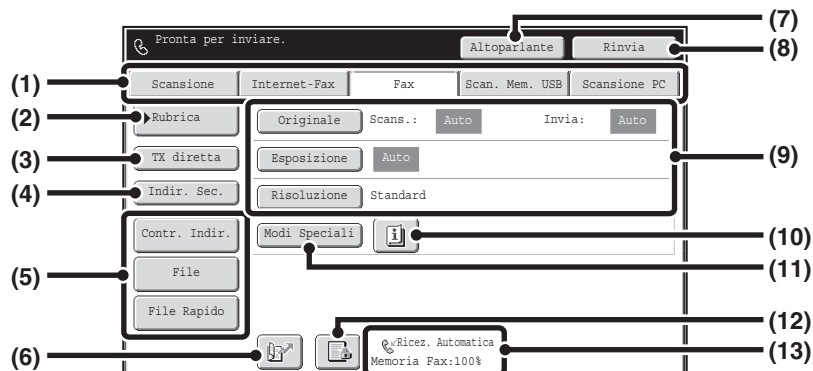 (7)
Pronta per inviare.
Altoparlante
Rinvia
(8)
(1)
Scansione
Internet-Fax
Fax
Scan. Mem. USB
Scansione PC
(2)
Rubrica
Originale
Scans.:
Auto
Invia:
Auto
(3)
TX diretta
Esposizione
Auto
(9)
(4)
Indir. Sec.
Risoluzione
Standard
Contr. Indir.
Modi Speciali
(10)
(5)
File
(11)
File Rapido
(12)
(6)
Ricez. Automatica
Memoria Fax:100%
(13)